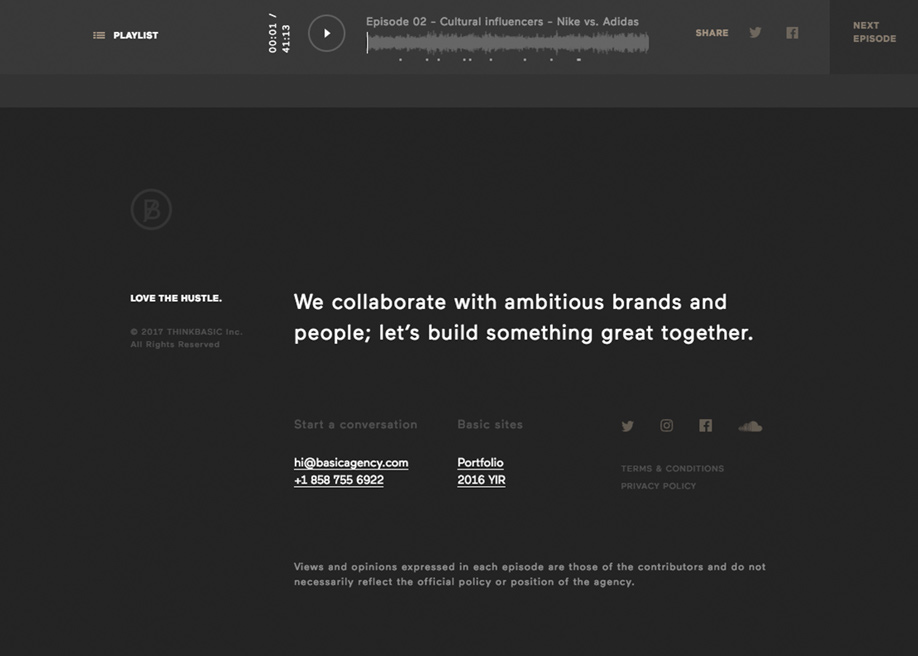 PLAYLIST
00:01 /
41:13
Episode 02 - Cultural influencers - Nike vs. Adidas
SHARE
NEXT
EPISODE
B
LOVE THE HUSTLE.
© 2017 THINKBASIC Inc.
All Rights Reserved
We collaborate with ambitious brands and
people; let’s build something great together.
Start a conversation
hi@basicagency.com
+1 858 755 6922
Basic sites
Portfolio
2016 YIR
TERMS & CONDITIONS
PRIVACY POLICY
Views and opinions expressed in each episode are those of the contributors and do not
necessarily reflect the official policy or position of the agency.